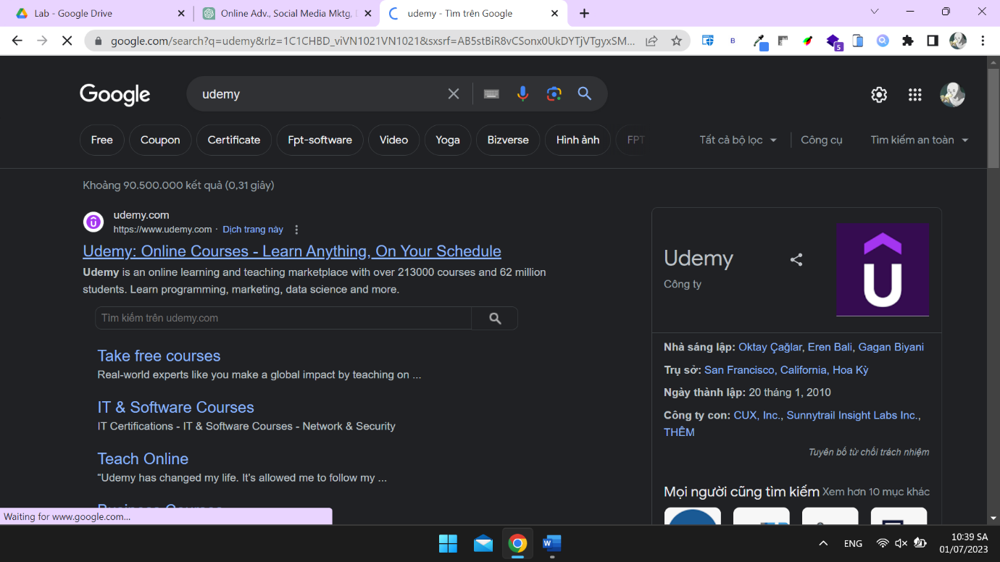 Lab - Google Drive
Online Adv., Social Media Mktg,
udemy - Tìm trên Google
google.com/search?q=udemy&rlz=1C1CHBD_viVN1021VN1021&sxsrf=AB5stBiR8vCSonx0UkDYTjVTgyxSM...
B
5
Google
udemy
Free
Coupon
Certificate
Fpt-software
Video
Yoga
Bizverse
Hình ảnh
FPT
Tất cả bộ lọc
Công cụ
Tìm kiếm an toàn
Khoảng 90.500.000 kết quả (0,31 giây)
udemy.com
https://www.udemy.com · Dịch trang này
Udemy: Online Courses - Learn Anything, On Your Schedule
Udemy is an online learning and teaching marketplace with over 213000 courses and 62 million
students. Learn programming, marketing, data science and more.
Tìm kiếm trên udemy.com
Take free courses
Real-world experts like you make a global impact by teaching on ...
IT & Software Courses
IT Certifications - IT & Software Courses - Network & Security
Teach Online
“Udemy has changed my life. It's allowed me to follow my ...
Business Courses
Udemy
Công ty
Nhà sáng lập: Oktay Çağlar, Eren Bali, Gagan Biyani
Trụ sở: San Francisco, California, Hoa Kỳ
Ngày thành lập: 20 tháng 1, 2010
Công ty con: CUX, Inc., Sunnytrail Insight Labs Inc.,
THÊM
Tuyên bố từ chối trách nhiệm
Mọi người cũng tìm kiếm
Xem hơn 10 mục khác
Waiting for www.google.com...
W
ENG
10:39 SA
01/07/2023